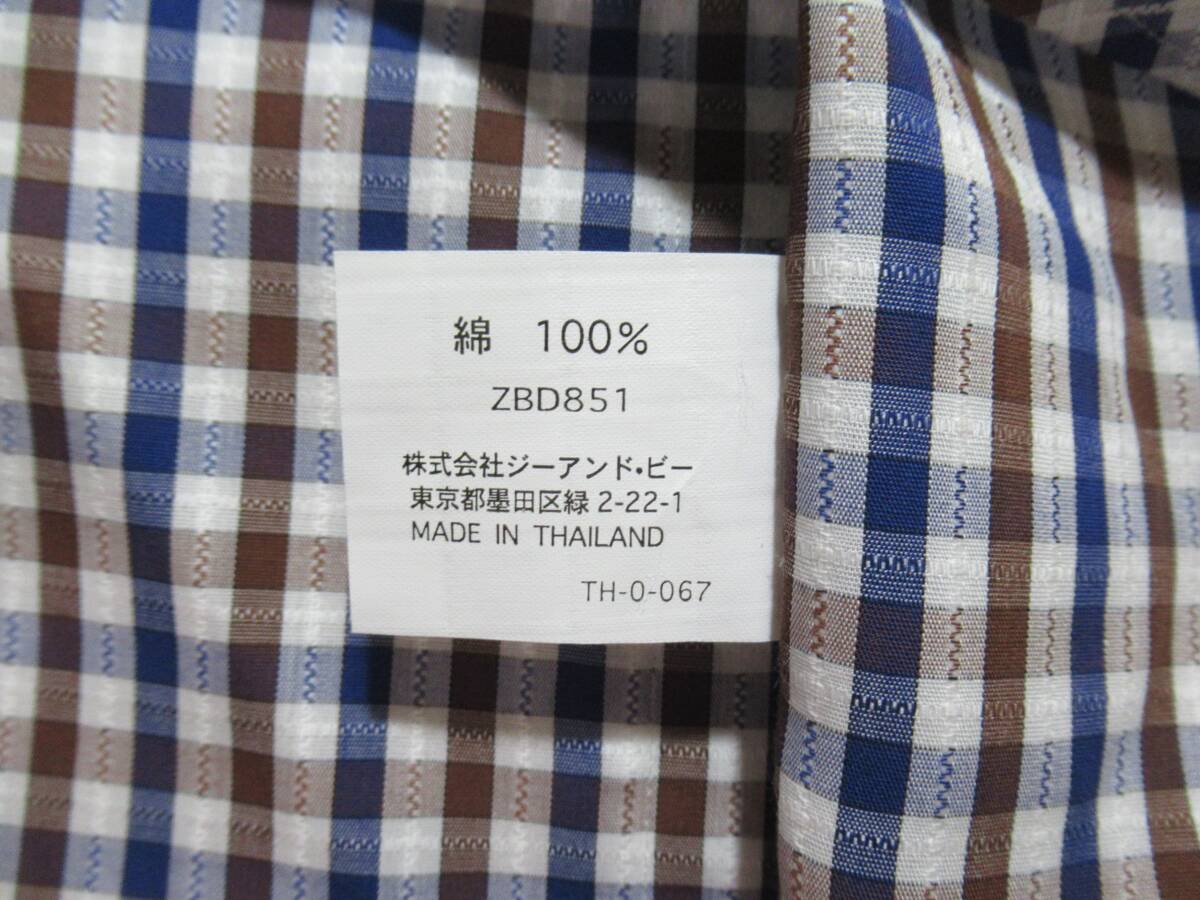 綿 100%
ZBD851
株式会社ジーアンド・ビー
東京都墨田区緑2-22-1
MADE IN THAILAND
TH-0-067